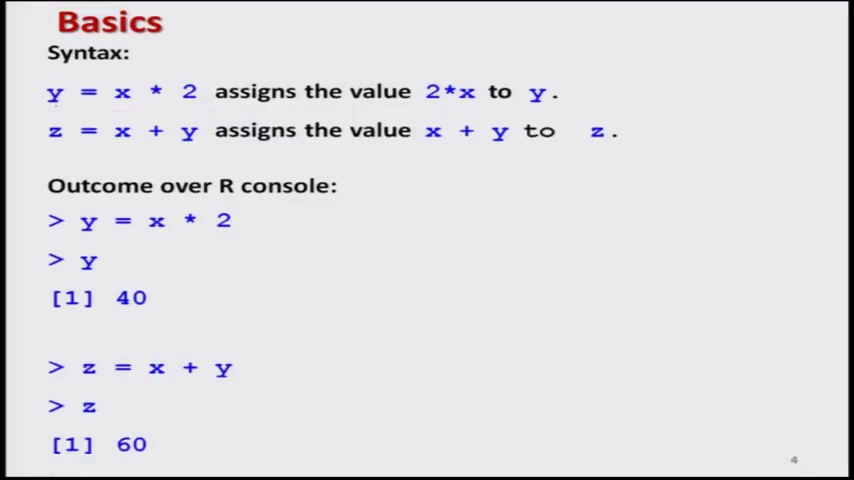 Basics
Syntax:
y = x * 2 assigns the value 2*x to y.
z = x + y assigns the value x + y to z.
Outcome over R console:
> y = x * 2
> y
[1] 40
> z = x + y
> z
[1] 60
4